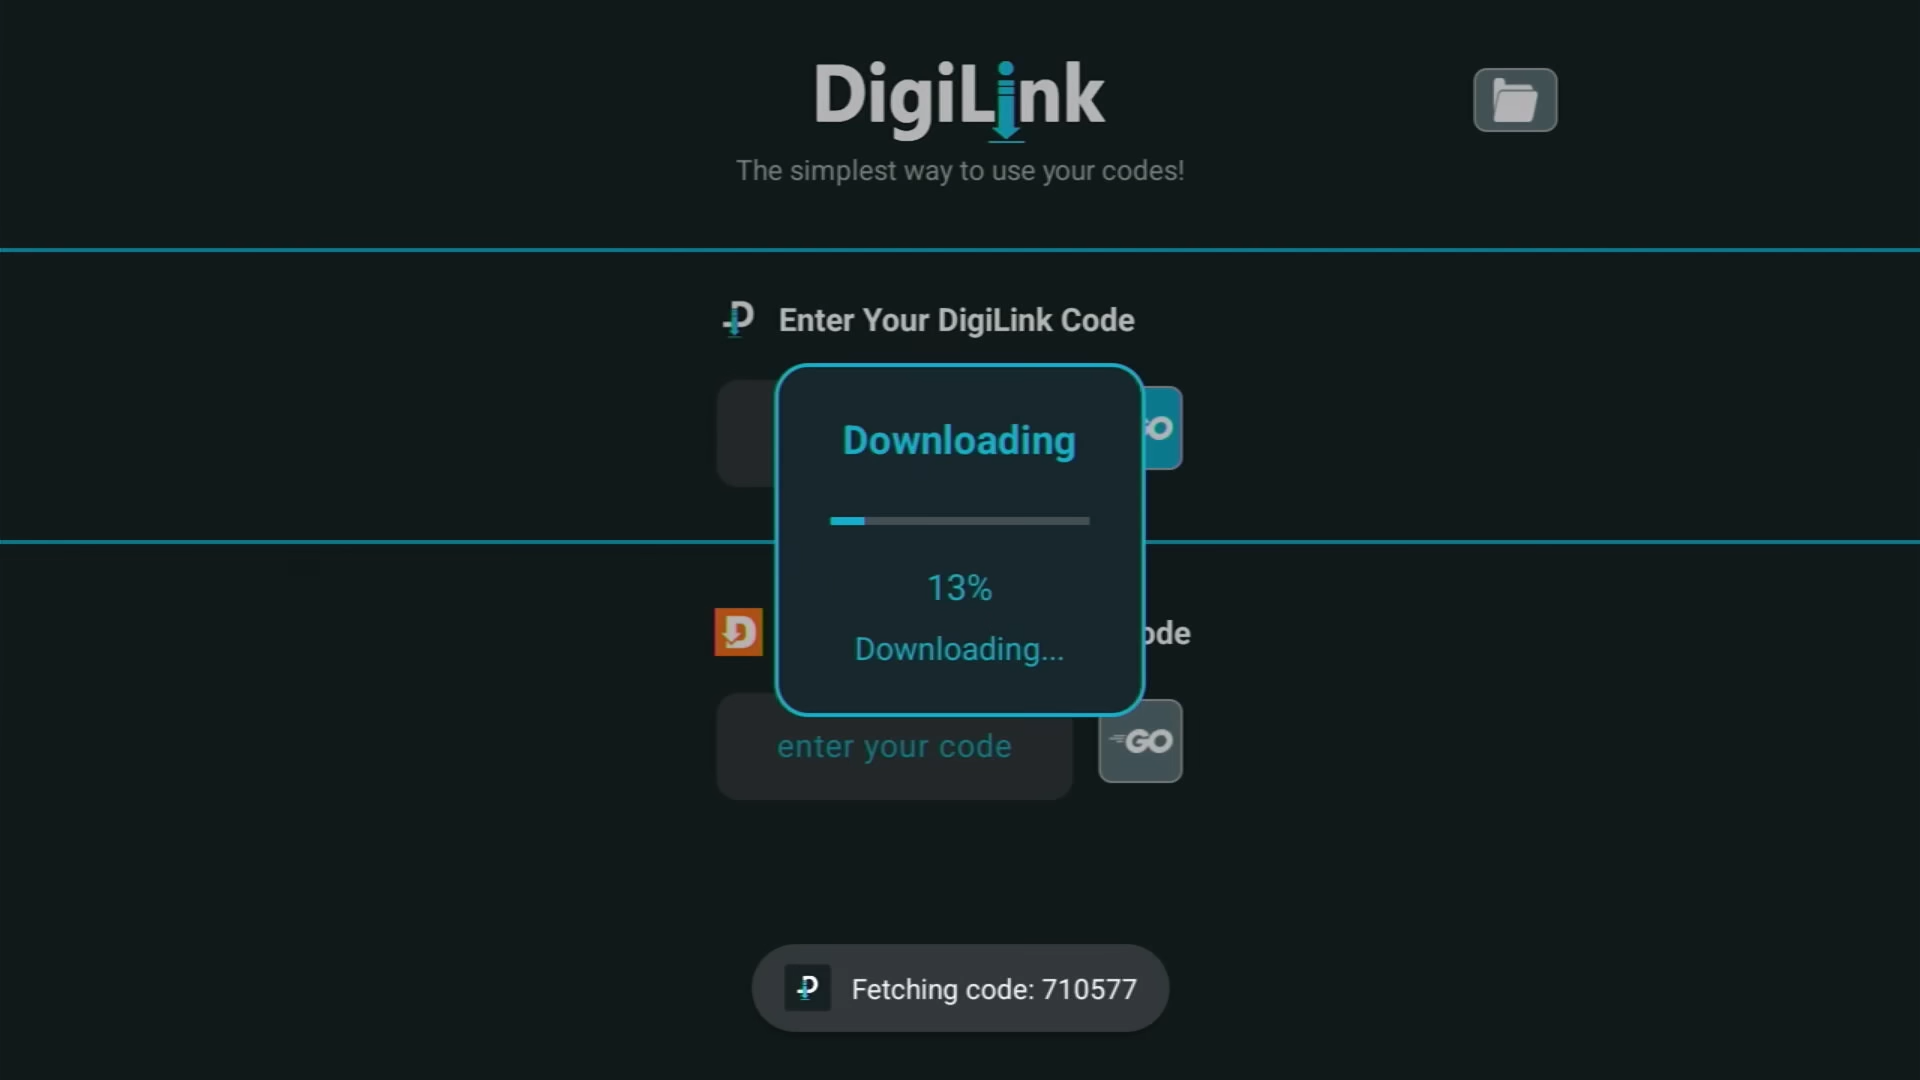 DigiLink
The simplest way to use your codes!
Enter Your DigiLink Code
Downloading
13%
Downloading...
enter your code
GO
Fetching code: 710577